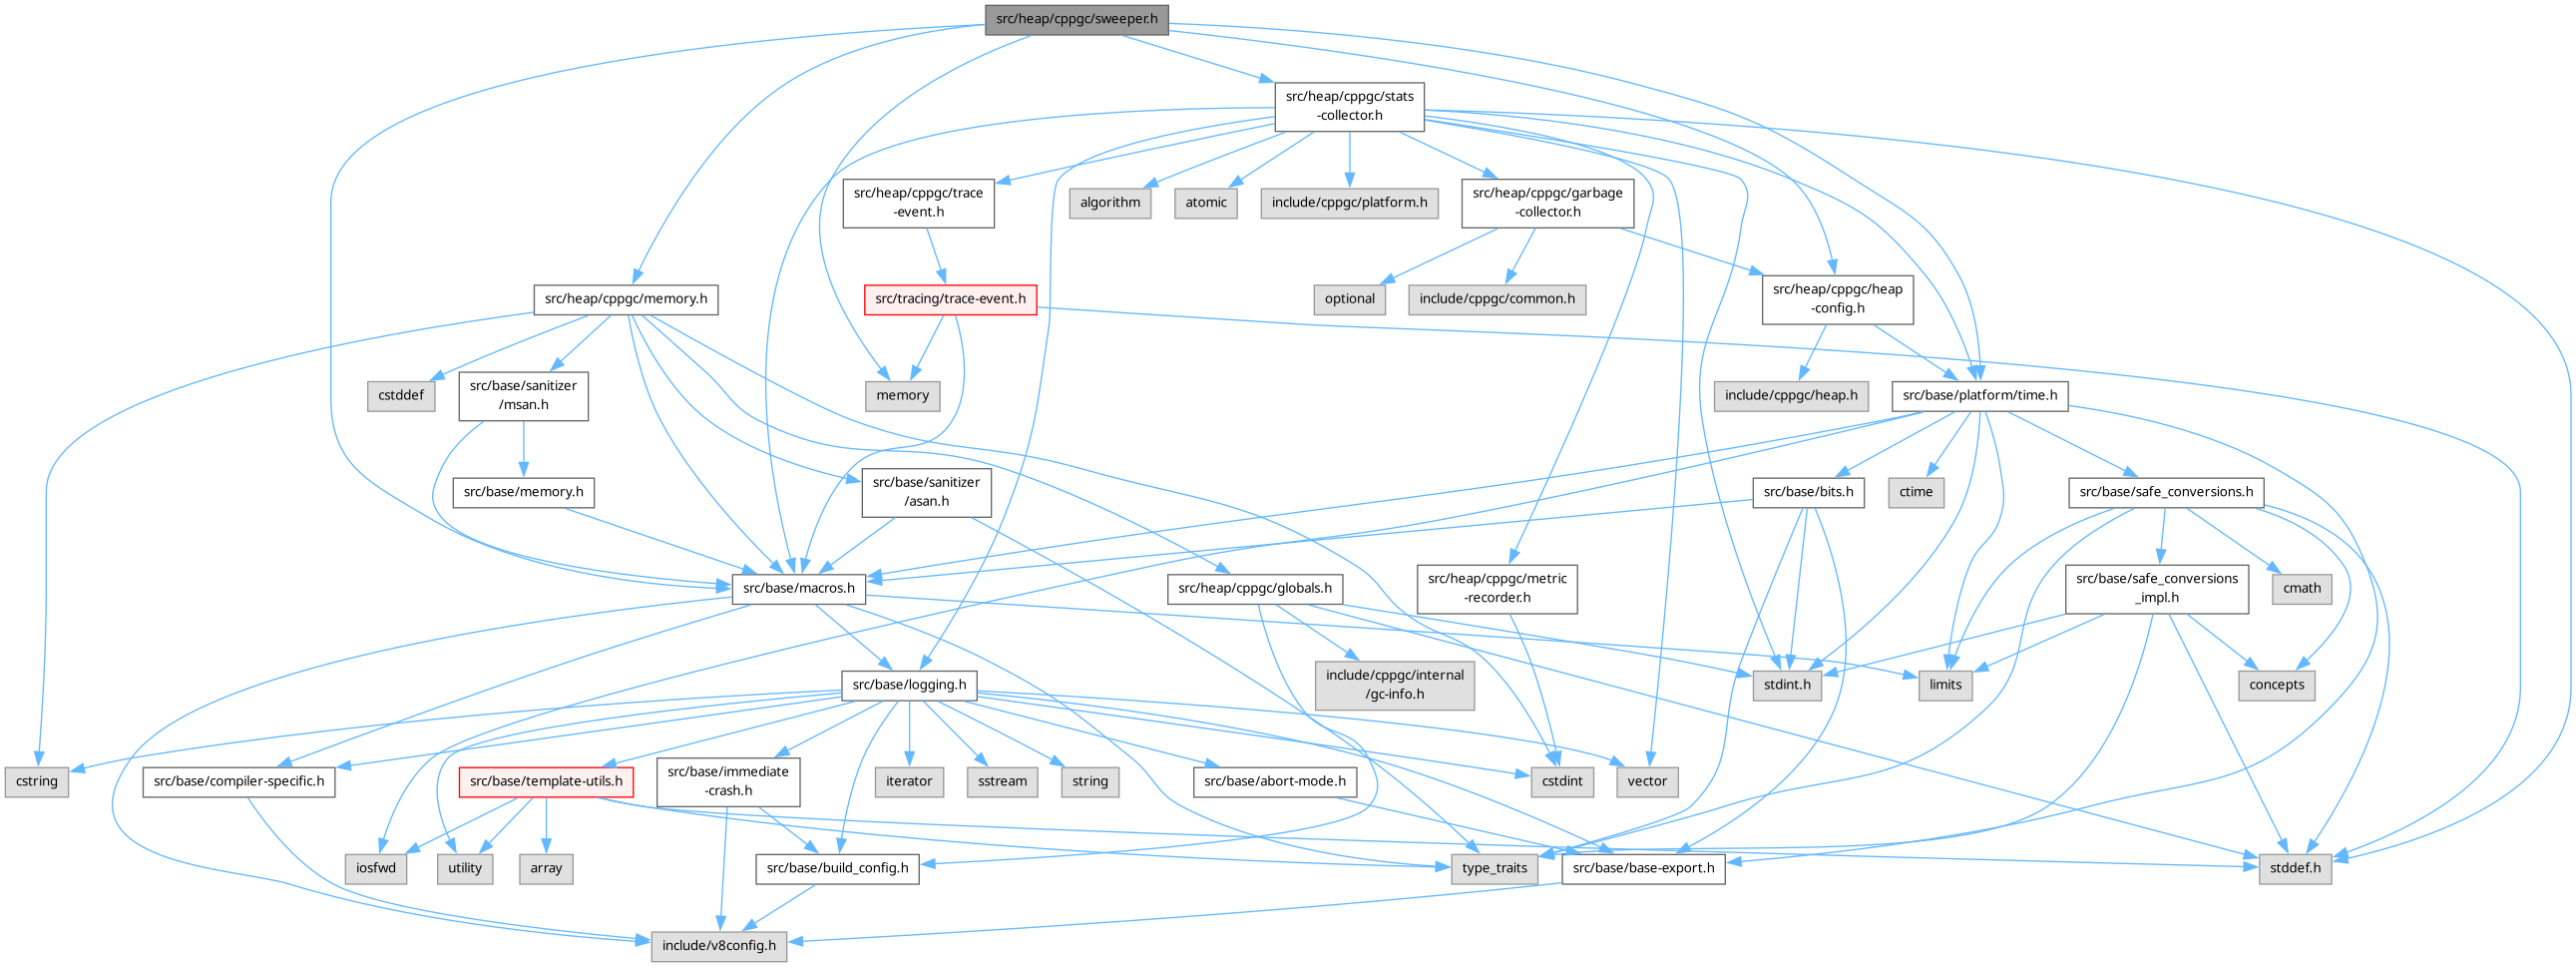 src/heap/cppgc/sweeper.h
src/heap/cppgc/stats
-collector.h
src/heap/cppgc/trace
-event.h
algorithm
atomic
include/cppgc/platform.h
src/heap/cppgc/garbage
-collector.h
src/heap/cppgc/memory.h
src/tracing/trace-event.h
optional
include/cppgc/common.h
src/heap/cppgc/heap
-config.h
cstddef
src/base/sanitizer
/msan.h
memory
include/cppgc/heap.h
src/base/platform/time.h
src/base/memory.h
src/base/sanitizer
/asan.h
src/base/bits.h
ctime
src/base/safe_conversions.h
src/base/macros.h
src/heap/cppgc/globals.h
src/heap/cppgc/metric
-recorder.h
src/base/safe_conversions
_impl.h
cmath
src/base/logging.h
include/cppgc/internal
/gc-info.h
stdint.h
limits
concepts
cstring
src/base/compiler-specific.h
src/base/template-utils.h
src/base/immediate
-crash.h
iterator
sstream
string
src/base/abort-mode.h
cstdint
vector
iosfwd
utility
array
src/base/build_config.h
type_traits
src/base/base-export.h
stddef.h
include/v8config.h